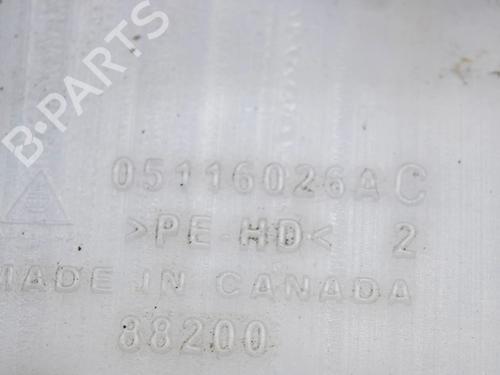 B-PARTS
05116026AC
>PE HD< 2
MADE IN CANADA
88200